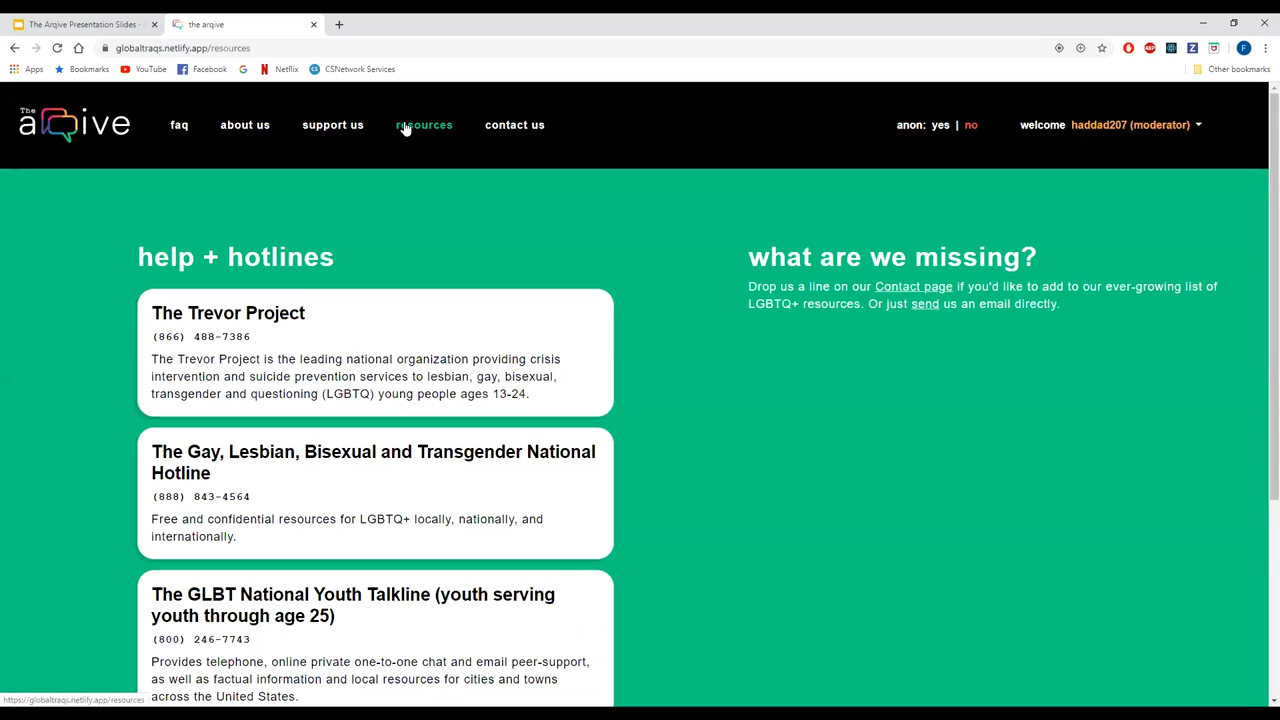 The Arqive Presentation Slides -
the arqive
globaltraqs.netlify.app/resources
F
Apps
Bookmarks
YouTube
Facebook
G
Netflix
CSNetwork Services
Other bookmarks
The
arqive
faq
about us
support us
resources
contact us
anon: yes | no
welcome haddad207 (moderator)
help + hotlines
The Trevor Project
(866) 488-7386
The Trevor Project is the leading national organization providing crisis
intervention and suicide prevention services to lesbian, gay, bisexual,
transgender and questioning (LGBTQ) young people ages 13-24.
The Gay, Lesbian, Bisexual and Transgender National
Hotline
(888) 843-4564
Free and confidential resources for LGBTQ+ locally, nationally, and
internationally.
The GLBT National Youth Talkline (youth serving
youth through age 25)
(800) 246-7743
Provides telephone, online private one-to-one chat and email peer-support,
as well as factual information and local resources for cities and towns
across the United States.
what are we missing?
Drop us a line on our Contact page if you'd like to add to our ever-growing list of
LGBTQ+ resources. Or just send us an email directly.
https://globaltraqs.netlify.app/resources